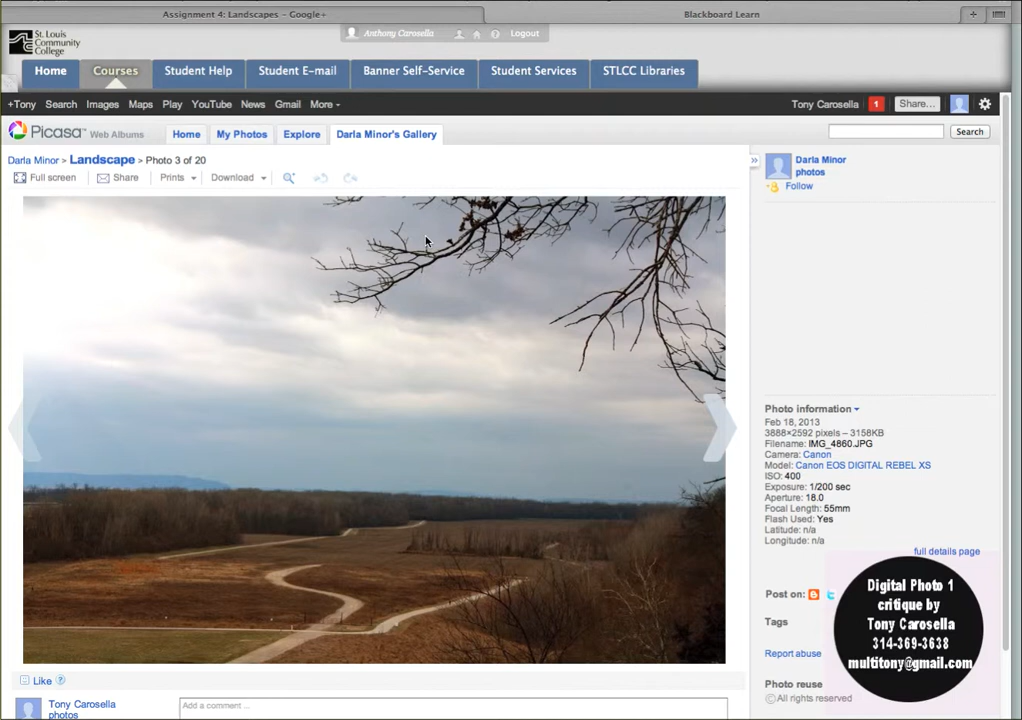 Assignment 4: Landscapes – Google+
Blackboard Learn
+
St. Louis
Community
College
Anthony Carosella
?
Logout
Home
Courses
Student Help
Student E-mail
Banner Self-Service
Student Services
STLCC Libraries
+Tony
Search
Images
Maps
Play
YouTube
News
Gmail
More
Tony Carosella
1
Share...
Picasa™ Web Albums
Home
My Photos
Explore
Darla Minor's Gallery
Search
Darla Minor > Landscape > Photo 3 of 20
Full screen
Share
Prints
Download
»
Darla Minor
photos
Follow
Photo information
Feb 18, 2013
3888×2592 pixels – 3158KB
Filename: IMG_4860.JPG
Camera: Canon
Model: Canon EOS DIGITAL REBEL XS
ISO: 400
Exposure: 1/200 sec
Aperture: 18.0
Focal Length: 55mm
Flash Used: Yes
Latitude: n/a
Longitude: n/a
full details page
Post on:
Tags
Report abuse
Photo reuse
© All rights reserved
Digital Photo 1
critique by
Tony Carosella
314-369-3638
multitony@gmail.com
Like ?
Tony Carosella
photos
Add a comment ...